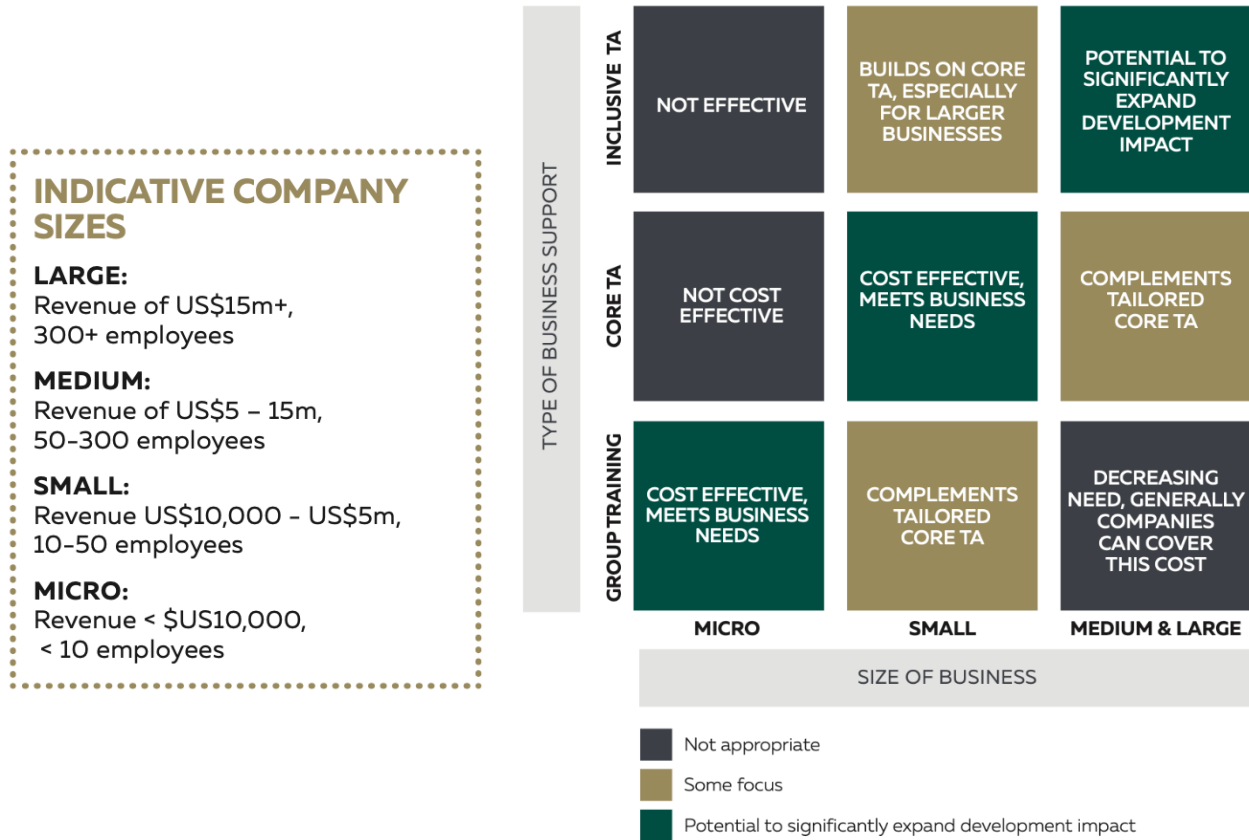 INDICATIVE COMPANY
SIZES
LARGE:
Revenue of US$15m+,
300+ employees
MEDIUM:
Revenue of US$5 – 15m,
50-300 employees
SMALL:
Revenue US$10,000 - US$5m,
10-50 employees
MICRO:
Revenue < $US10,000,
< 10 employees
TYPE OF BUSINESS SUPPORT
INCLUSIVE TA
NOT EFFECTIVE
BUILDS ON CORE
TA, ESPECIALLY
FOR LARGER
BUSINESSES
POTENTIAL TO
SIGNIFICANTLY
EXPAND
DEVELOPMENT
IMPACT
CORE TA
NOT COST
EFFECTIVE
COST EFFECTIVE,
MEETS BUSINESS
NEEDS
COMPLEMENTS
TAILORED
CORE TA
GROUP TRAINING
COST EFFECTIVE,
MEETS BUSINESS
NEEDS
COMPLEMENTS
TAILORED
CORE TA
DECREASING
NEED, GENERALLY
COMPANIES
CAN COVER
THIS COST
MICRO
SMALL
MEDIUM & LARGE
SIZE OF BUSINESS
Not appropriate
Some focus
Potential to significantly expand development impact